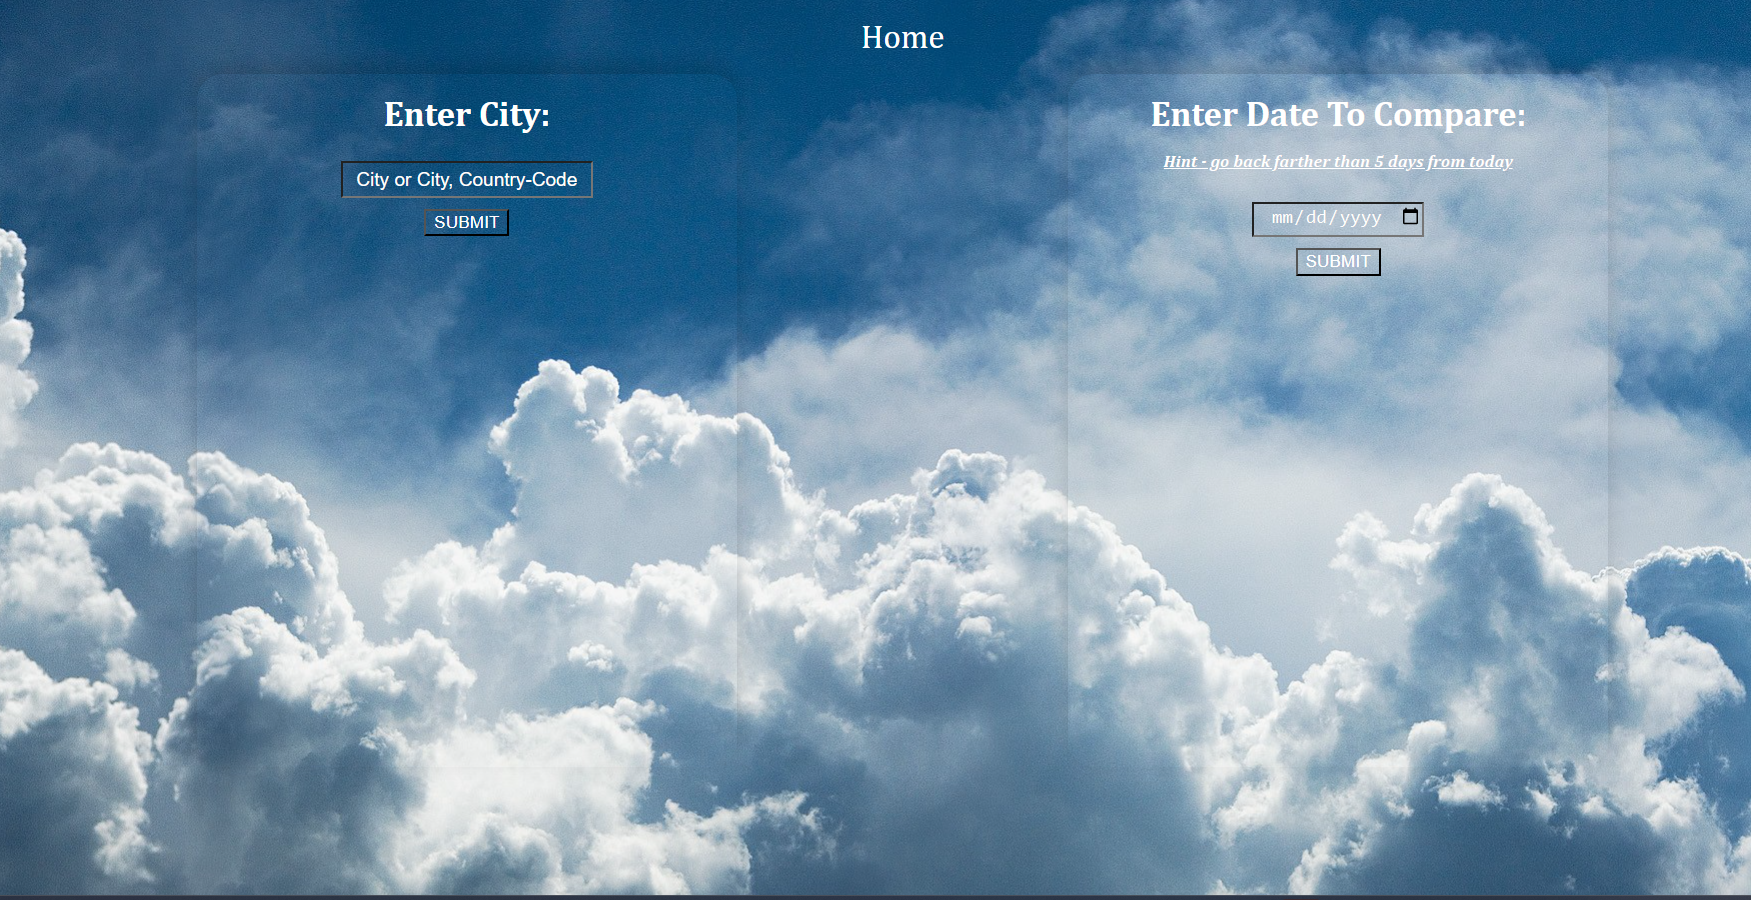 Home
Enter City:
City or City, Country-Code
SUBMIT
Enter Date To Compare:
Hint - go back farther than 5 days from today
mm/dd/yyyy
SUBMIT